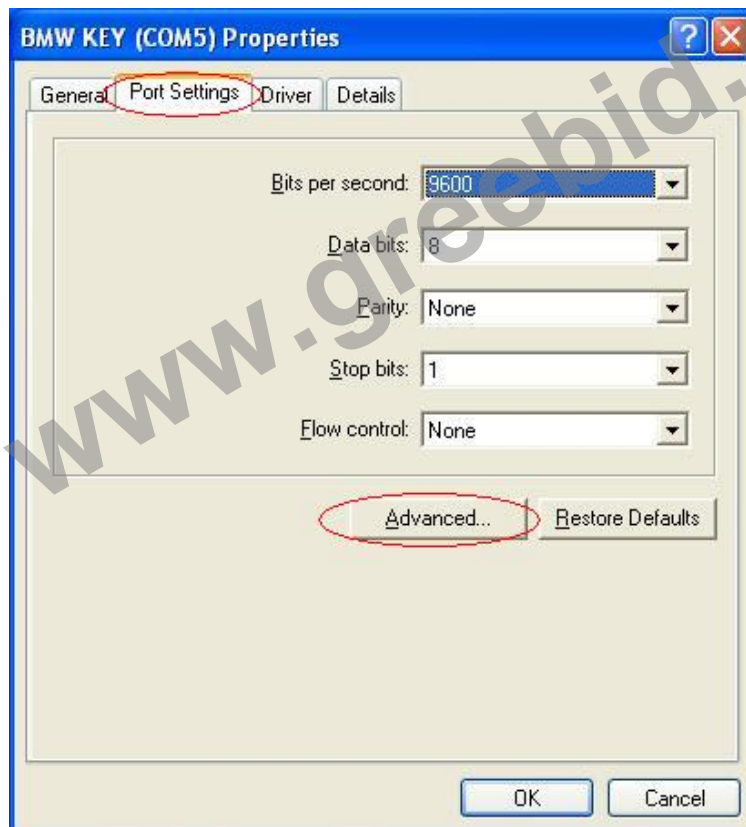 BMW KEY (COM5) Properties
General Port Settings Driver Details
Bits per second: 9600
Data bits: 8
Parity: None
Stop bits: 1
Flow control: None
Advanced... Restore Defaults
OK Cancel
www.greebid.